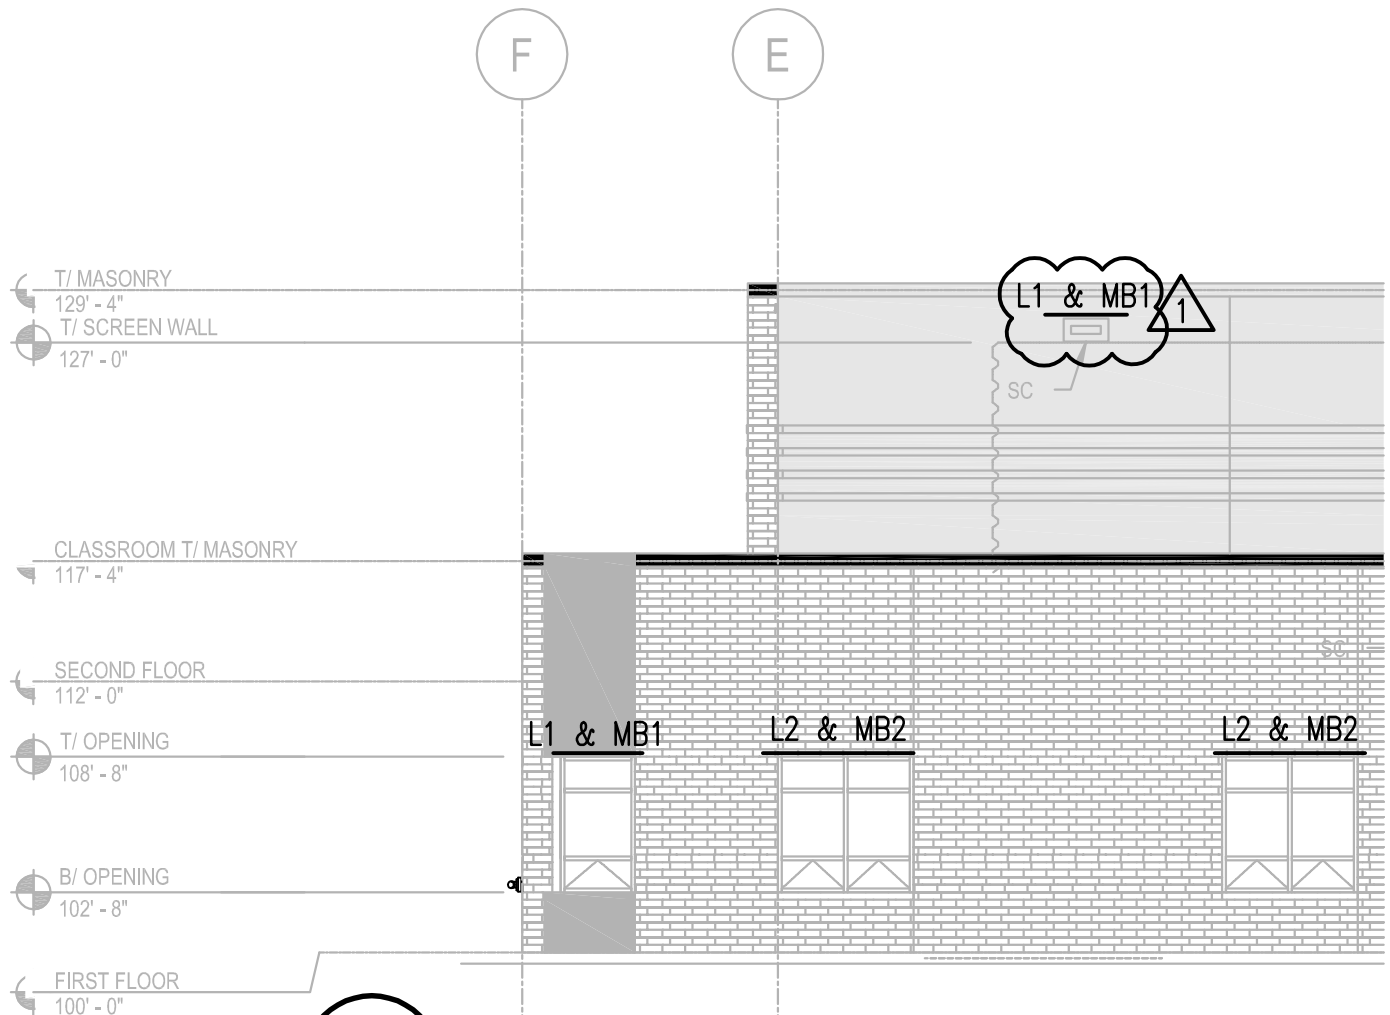 F
E
T/ MASONRY
129' - 4"
T/ SCREEN WALL
127' - 0"
L1 & MB1
1
SC
CLASSROOM T/ MASONRY
117' - 4"
SC
SECOND FLOOR
112' - 0"
L1 & MB1
L2 & MB2
L2 & MB2
T/ OPENING
108' - 8"
B/ OPENING
102' - 8"
FIRST FLOOR
100' - 0"